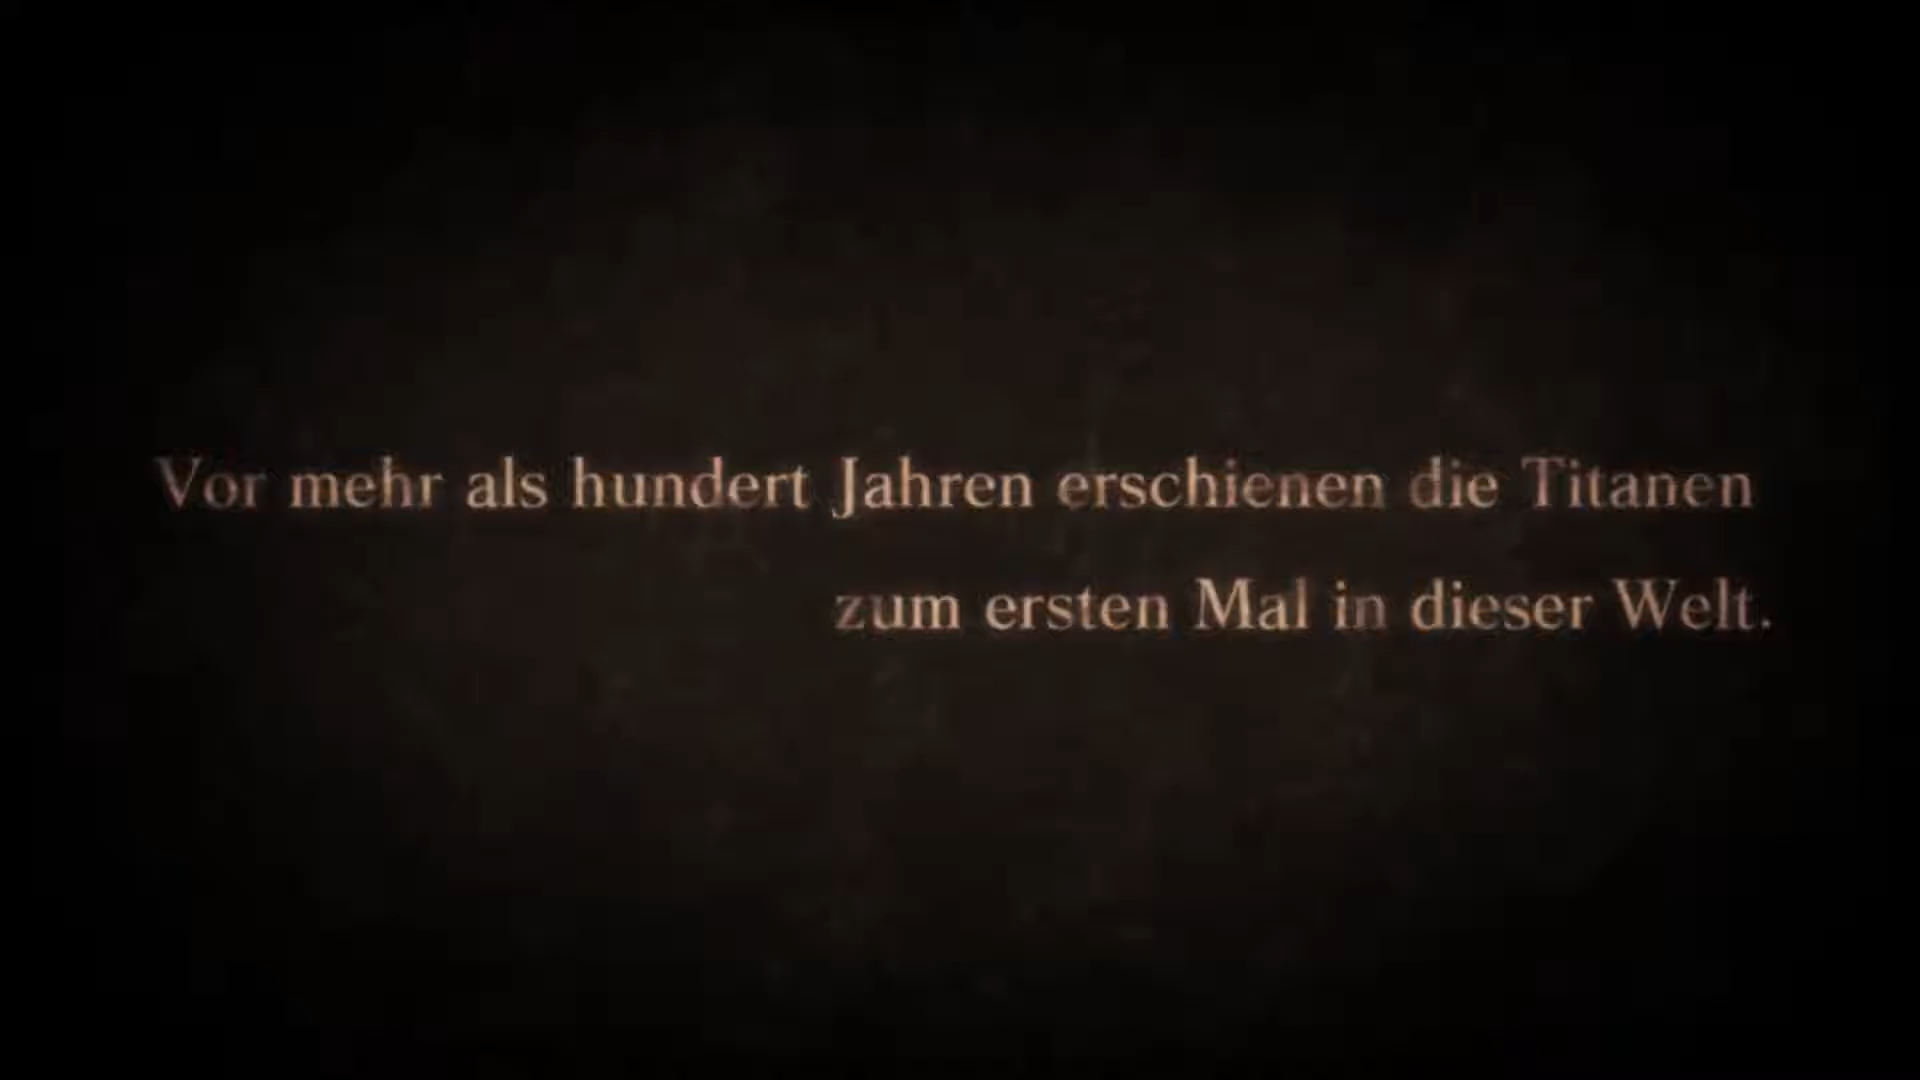 Vor mehr als hundert Jahren erschienen die Titanen
zum ersten Mal in dieser Welt.